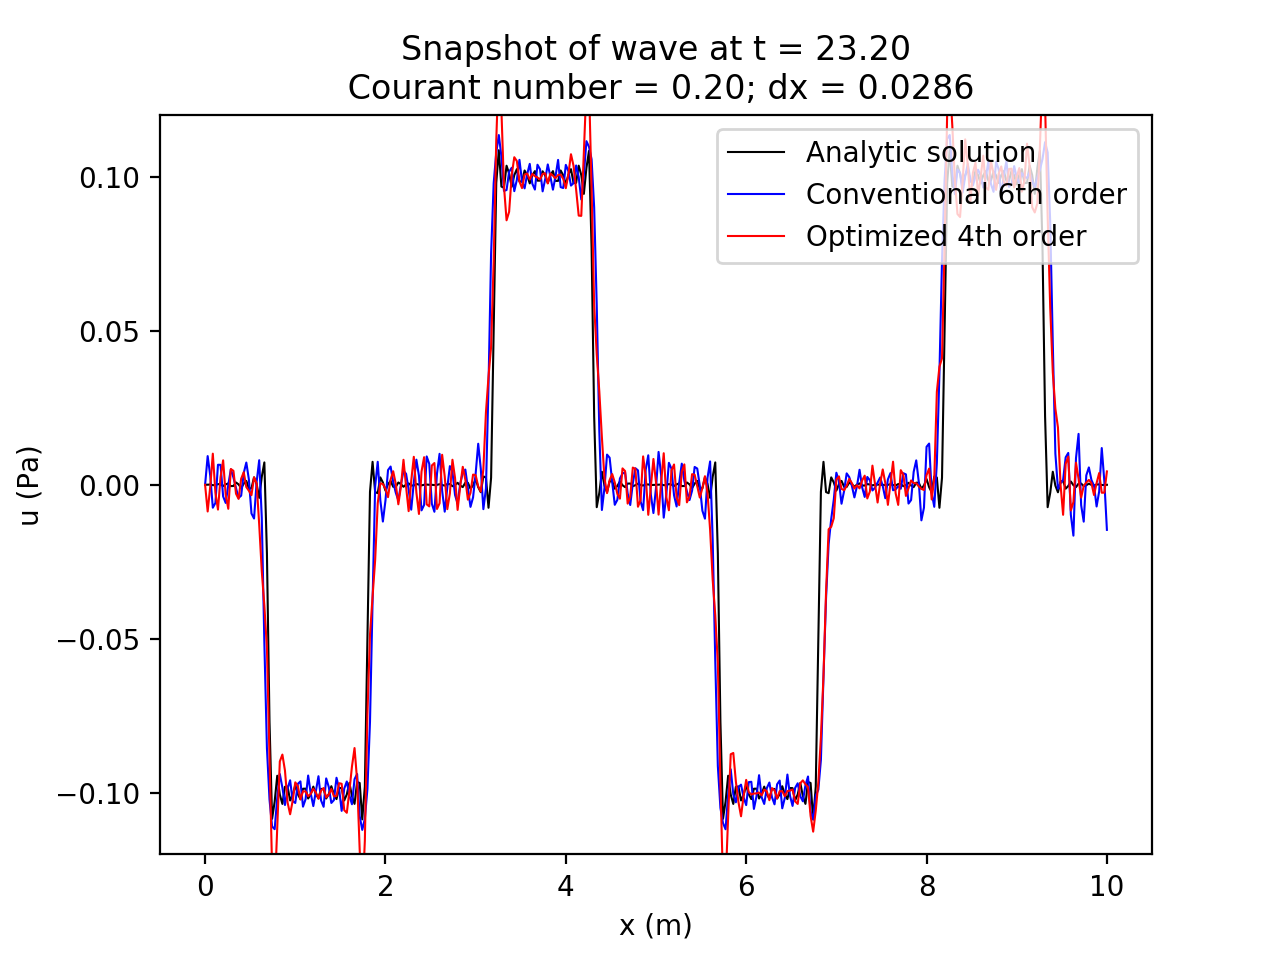 Snapshot of wave at t = 23.20
Courant number = 0.20; dx = 0.0286
Analytic solution
Conventional 6th order
Optimized 4th order
0.10
0.05
0.00
−0.05
−0.10
u (Pa)
0 2 4 6 8 10
x (m)